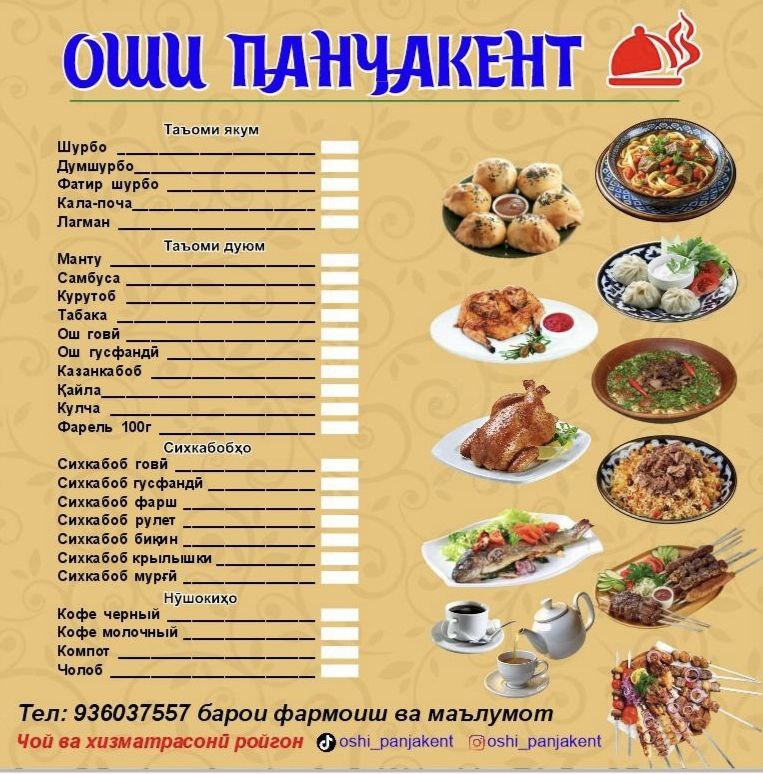 ОШИ ПАНҶАКЕНТ
Таъоми якум
Шурбо
Думшурбо
Фатир шурбо
Кала-поча
Лагман
Таъоми дуюм
Манту
Самбуса
Курутоб
Табака
Ош говӣ
Ош гусфандӣ
Казанкабоб
Қайла
Кулча
Фарель 100г
Сихкабобҳо
Сихкабоб говӣ
Сихкабоб гусфандӣ
Сихкабоб фарш
Сихкабоб рулет
Сихкабоб биқин
Сихкабоб крылышки
Сихкабоб мурғӣ
Нӯшокиҳо
Кофе черный
Кофе молочный
Компот
Чолоб
Тел: 936037557 барои фармоиш ва маълумот
Чой ва хизматрасонӣ ройгон oshi_panjakent oshi_panjakent